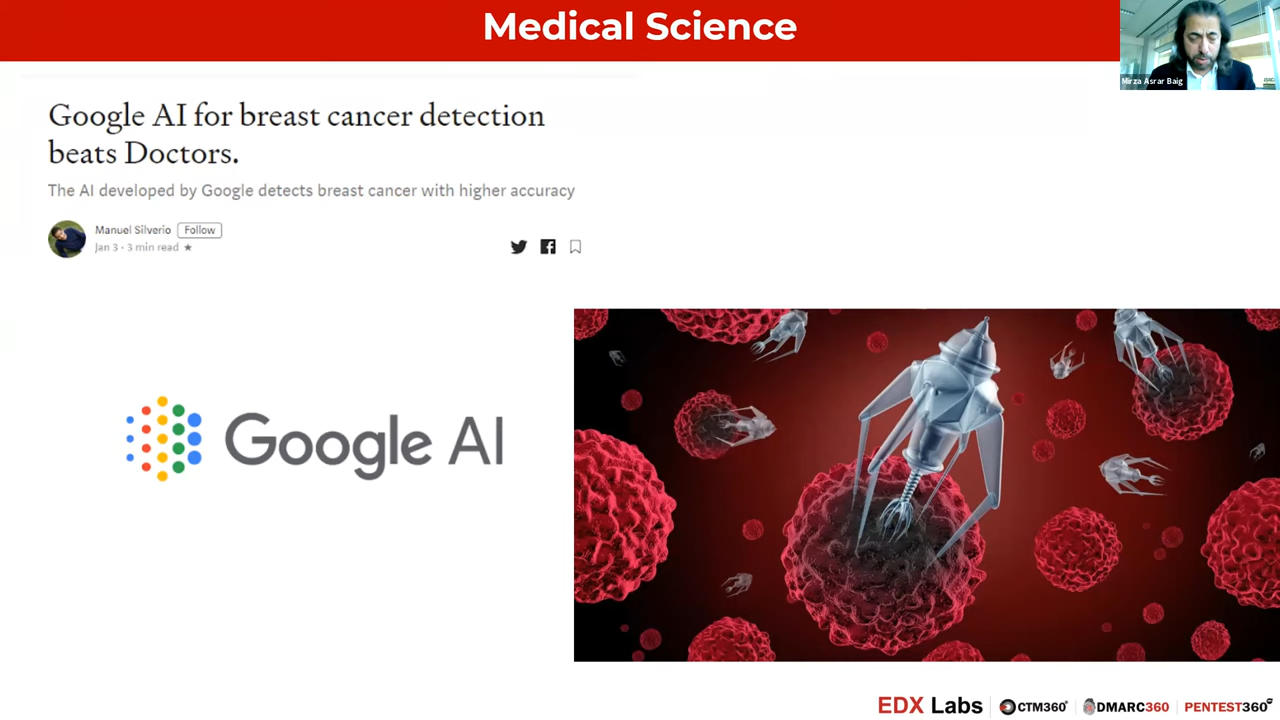 Medical Science
Mirza Asrar Baig
Google AI for breast cancer detection
beats Doctors.
The AI developed by Google detects breast cancer with higher accuracy
Manuel Silverio Follow
Jan 3 · 3 min read ★
Google AI
EDX Labs CTM360 DMARC360 PENTEST360